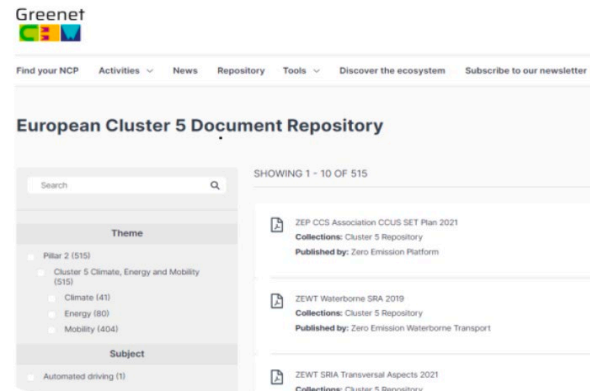 Greenet
Find your NCP Activities News Repository Tools Discover the ecosystem Subscribe to our newsletter
European Cluster 5 Document Repository
Search
Theme
Pillar 2 (515)
Cluster 5 Climate, Energy and Mobility
(515)
Climate (41)
Energy (80)
Mobility (404)
Subject
Automated driving (1)
SHOWING 1 - 10 OF 515
ZEP CCS Association CCUS SET Plan 2021
Collections: Cluster 5 Repository
Published by: Zero Emission Platform
ZEWT Waterborne SRA 2019
Collections: Cluster 5 Repository
Published by: Zero Emission Waterborne Transport
ZEWT SRIA Transversal Aspects 2021
Collections: Cluster 5 Repository